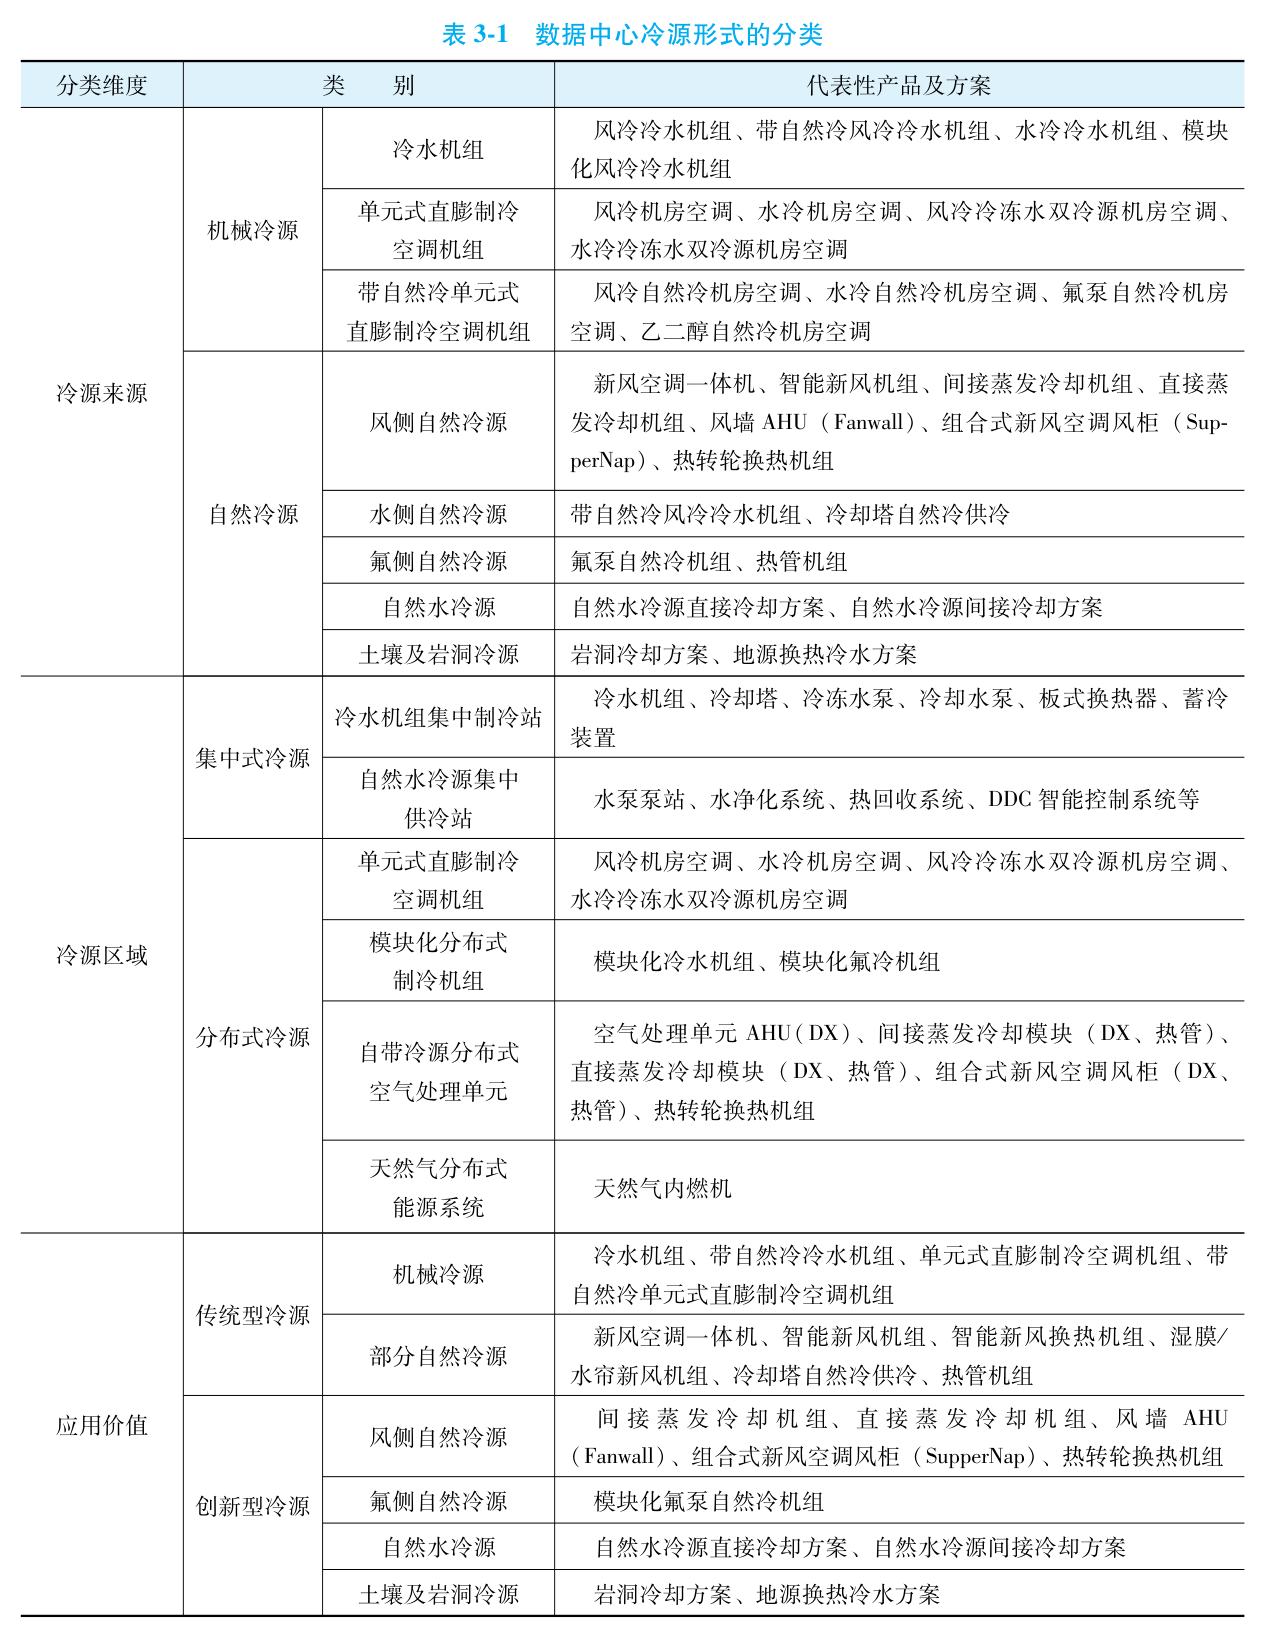 表 3-1　数据中心冷源形式的分类
分类维度
类　别
代表性产品及方案
冷源来源
机械冷源
冷水机组
风冷冷水机组、带自然冷风冷冷水机组、水冷冷水机组、模块
化风冷冷水机组
单元式直膨制冷
空调机组
风冷机房空调、水冷机房空调、风冷冷冻水双冷源机房空调、
水冷冷冻水双冷源机房空调
带自然冷单元式
直膨制冷空调机组
风冷自然冷机房空调、水冷自然冷机房空调、氟泵自然冷机房
空调、乙二醇自然冷机房空调
自然冷源
风侧自然冷源
新风空调一体机、智能新风机组、间接蒸发冷却机组、直接蒸
发冷却机组、风墙 AHU（Fanwall）、组合式新风空调风柜（Sup-
perNap）、热转轮换热机组
水侧自然冷源
带自然冷风冷冷水机组、冷却塔自然冷供冷
氟侧自然冷源
氟泵自然冷机组、热管机组
自然水冷源
自然水冷源直接冷却方案、自然水冷源间接冷却方案
土壤及岩洞冷源
岩洞冷却方案、地源换热冷水方案
冷源区域
集中式冷源
冷水机组集中制冷站
冷水机组、冷却塔、冷冻水泵、冷却水泵、板式换热器、蓄冷
装置
自然水冷源集中
供冷站
水泵泵站、水净化系统、热回收系统、DDC 智能控制系统等
分布式冷源
单元式直膨制冷
空调机组
风冷机房空调、水冷机房空调、风冷冷冻水双冷源机房空调、
水冷冷冻水双冷源机房空调
模块化分布式
制冷机组
模块化冷水机组、模块化氟冷机组
自带冷源分布式
空气处理单元
空气处理单元 AHU（DX）、间接蒸发冷却模块（DX、热管）、
直接蒸发冷却模块（DX、热管）、组合式新风空调风柜（DX、
热管）、热转轮换热机组
天然气分布式
能源系统
天然气内燃机
应用价值
传统型冷源
机械冷源
冷水机组、带自然冷冷水机组、单元式直膨制冷空调机组、带
自然冷单元式直膨制冷空调机组
部分自然冷源
新风空调一体机、智能新风机组、智能新风换热机组、湿膜/
水帘新风机组、冷却塔自然冷供冷、热管机组
创新型冷源
风侧自然冷源
间接蒸发冷却机组、直接蒸发冷却机组、风墙 AHU
（Fanwall）、组合式新风空调风柜（SupperNap）、热转轮换热机组
氟侧自然冷源
模块化氟泵自然冷机组
自然水冷源
自然水冷源直接冷却方案、自然水冷源间接冷却方案
土壤及岩洞冷源
岩洞冷却方案、地源换热冷水方案